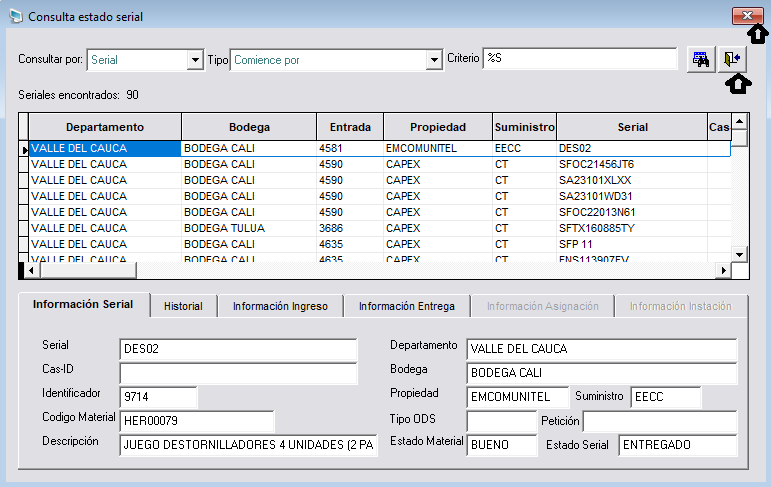 Consulta estado serial
Consultar por: Serial Tipo Comience por Criterio %S
Seriales encontrados: 90
Departamento Bodega Entrada Propiedad Suministro Serial Cas
VALLE DEL CAUCA BODEGA CALI 4581 EMCOMUNITEL EECC DES02
VALLE DEL CAUCA BODEGA CALI 4590 CAPEX CT SFOC21456JT6
VALLE DEL CAUCA BODEGA CALI 4590 CAPEX CT SA23101XLXX
VALLE DEL CAUCA BODEGA CALI 4590 CAPEX CT SA23101WD31
VALLE DEL CAUCA BODEGA CALI 4590 CAPEX CT SFOC22013N61
VALLE DEL CAUCA BODEGA TULUA 3686 CAPEX CT SFTX160885TY
VALLE DEL CAUCA BODEGA CALI 4635 CAPEX CT SFP 11
VALLE DEL CAUCA BODEGA CALI 4635 CAPEX CT
Información Serial Historial Información Ingreso Información Entrega Información Asignación Información Instación
Serial DES02 Departamento VALLE DEL CAUCA
Cas-ID Bodega BODEGA CALI
Identificador 9714 Propiedad EMCOMUNITEL Suministro EECC
Codigo Material HER00079 Tipo ODS Petición
Descripción JUEGO DESTORNILLADORES 4 UNIDADES (2 PA Estado Material BUENO Estado Serial ENTREGADO